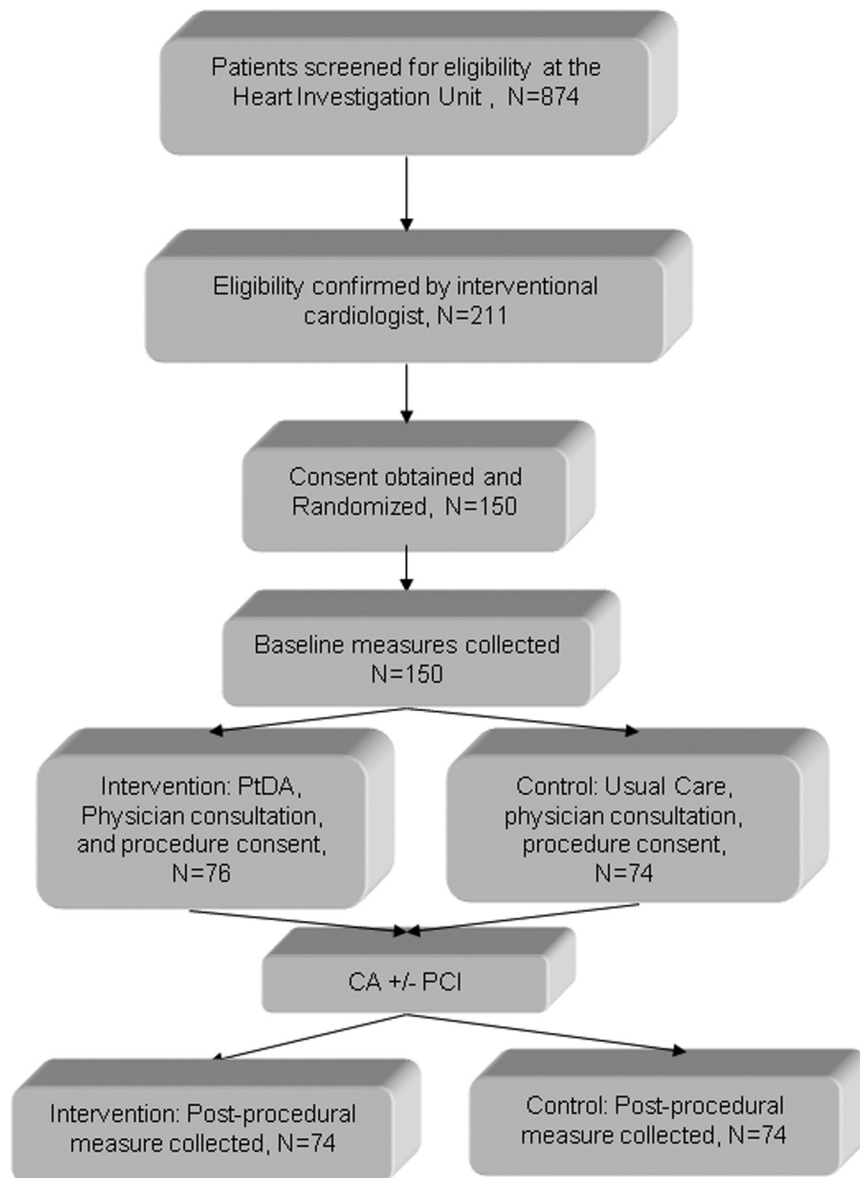 Patients screened for eligibility at the
Heart Investigation Unit , N=874
Eligibility confirmed by interventional
cardiologist, N=211
Consent obtained and
Randomized, N=150
Baseline measures collected
N=150
Intervention: PtDA,
Physician consultation,
and procedure consent,
N=76
Control: Usual Care,
physician consultation,
procedure consent,
N=74
CA +/- PCI
Intervention: Post-procedural
measure collected, N=74
Control: Post-procedural
measure collected, N=74